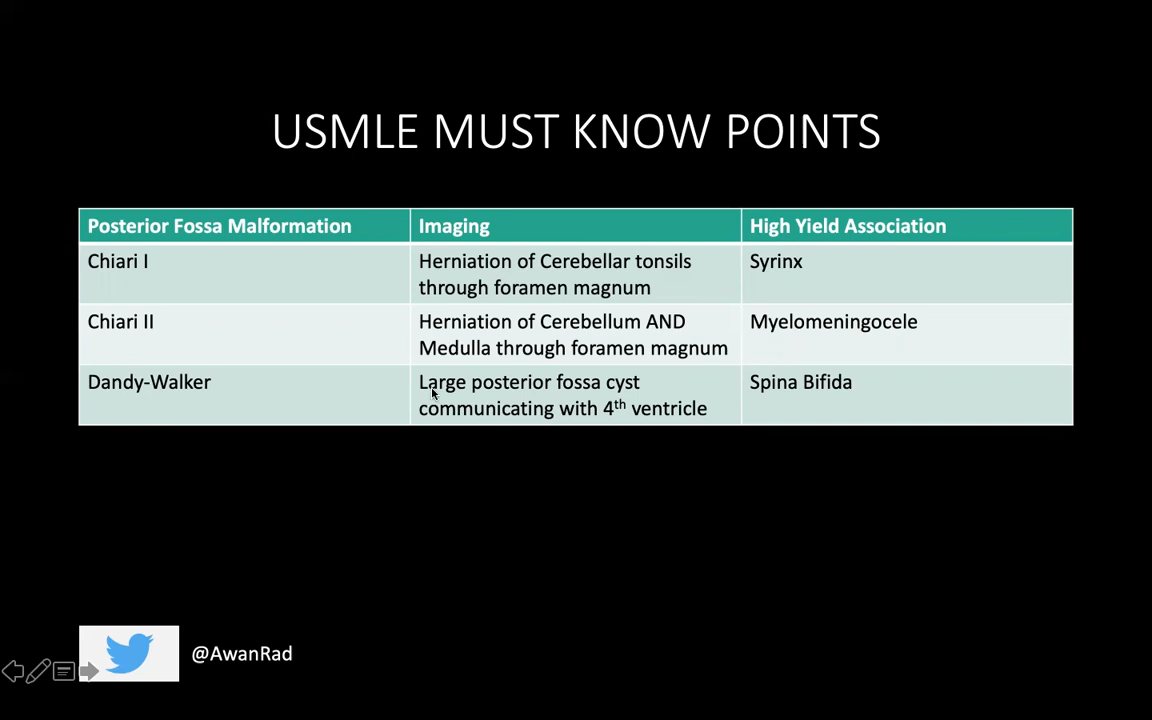 USMLE MUST KNOW POINTS
Posterior Fossa Malformation
Imaging
High Yield Association
Chiari I
Herniation of Cerebellar tonsils
through foramen magnum
Syrinx
Chiari II
Herniation of Cerebellum AND
Medulla through foramen magnum
Myelomeningocele
Dandy-Walker
Large posterior fossa cyst
communicating with 4th ventricle
Spina Bifida
@AwanRad